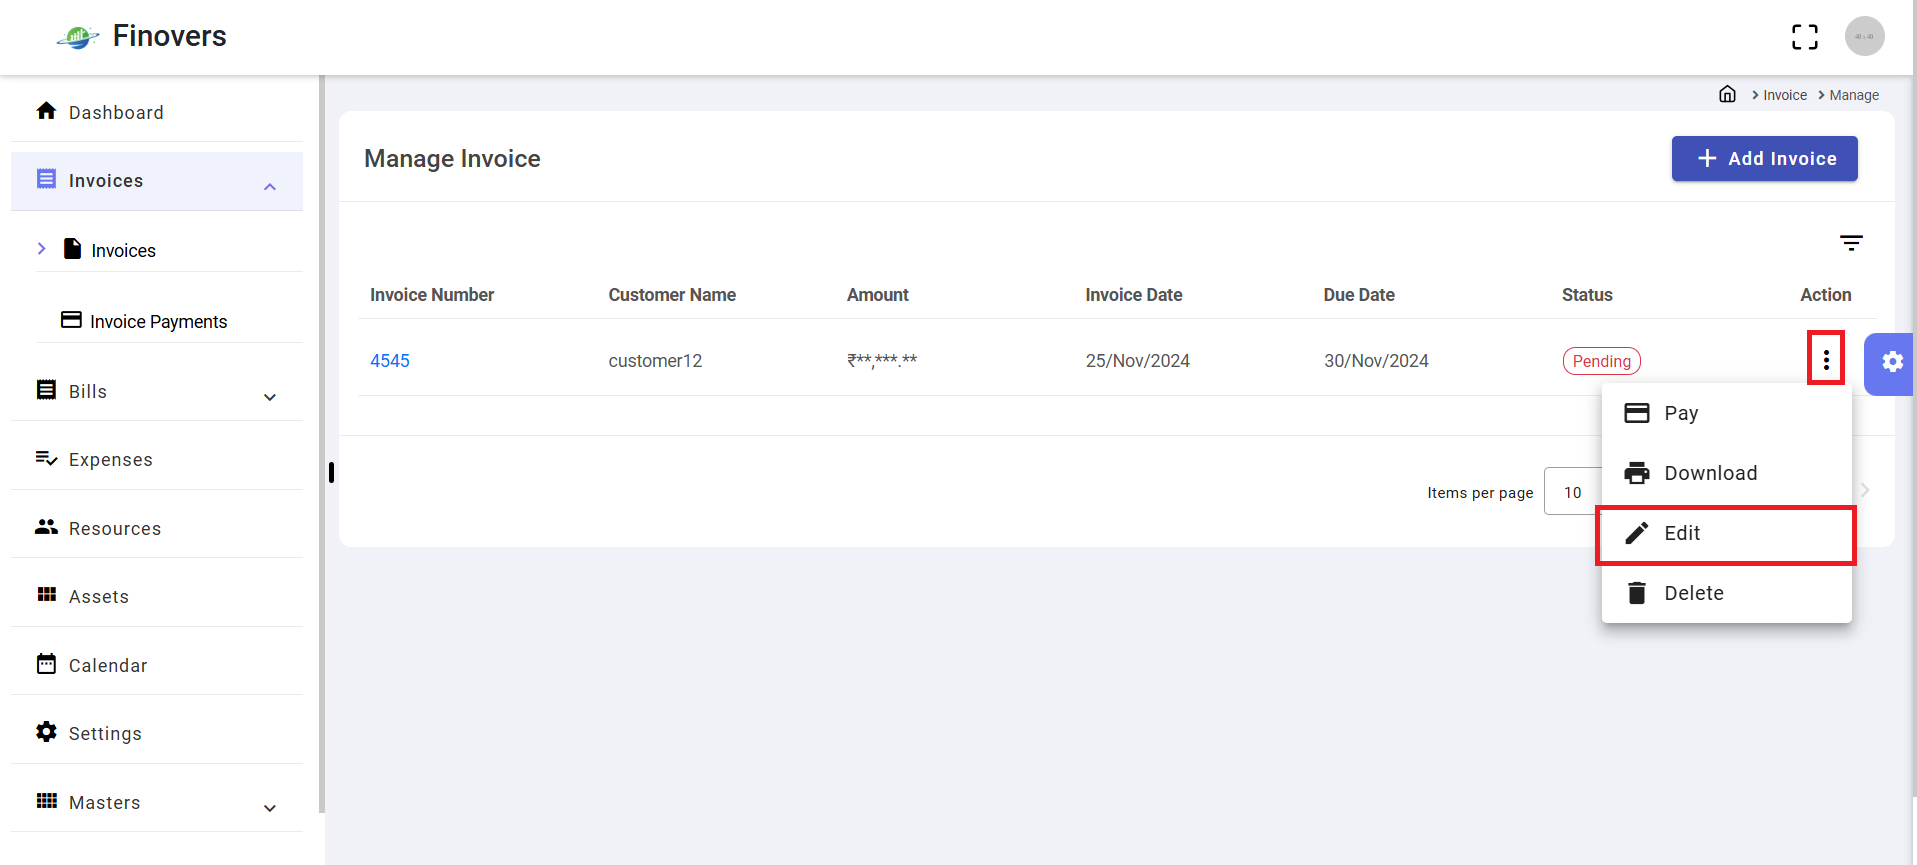 Finovers
40 x 40
Dashboard
Invoices
Invoices
Invoice Payments
Bills
Expenses
Resources
Assets
Calendar
Settings
Masters
Invoice
Manage
Manage Invoice
Add Invoice
Invoice Number Customer Name Amount Invoice Date Due Date Status Action
4545 customer12 ₹**,***.** 25/Nov/2024 30/Nov/2024 Pending
Pay
Download
Edit
Delete
Items per page 10